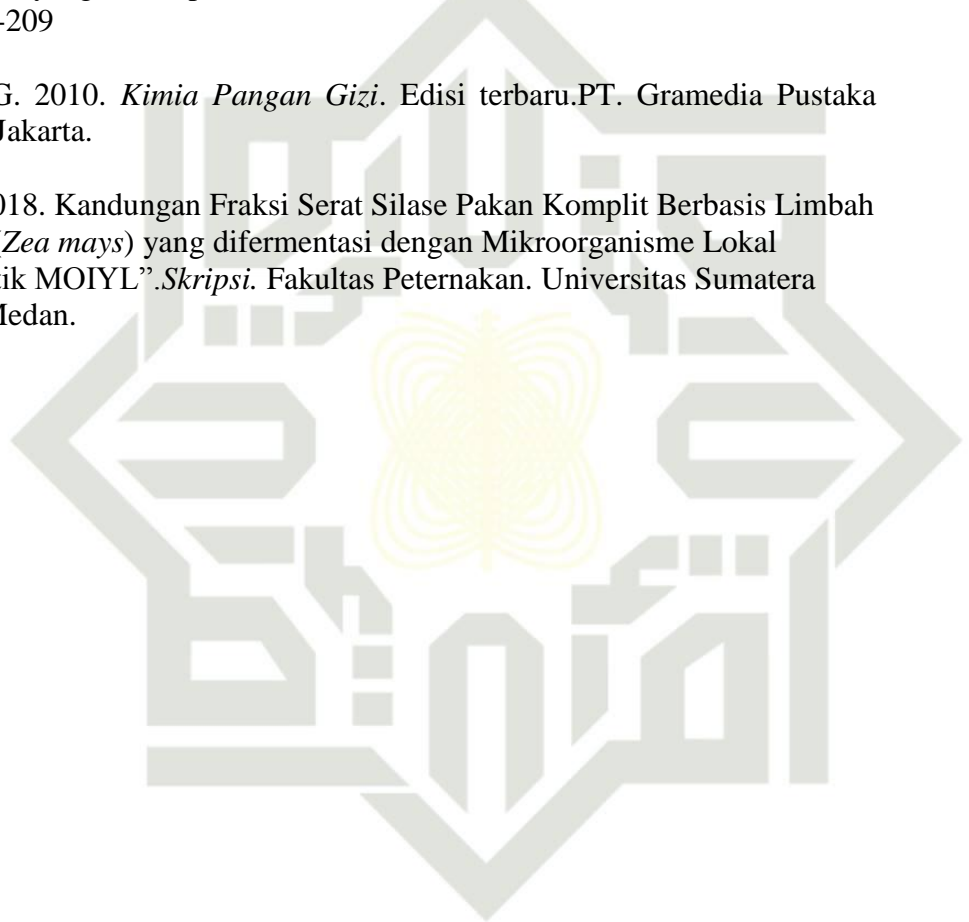 -209
G. 2010. Kimia Pangan Gizi. Edisi terbaru.PT. Gramedia Pustaka
Jakarta.
018. Kandungan Fraksi Serat Silase Pakan Komplit Berbasis Limbah
(Zea mays) yang difermentasi dengan Mikroorganisme Lokal
tik MOIYL”.Skripsi. Fakultas Peternakan. Universitas Sumatera
Medan.